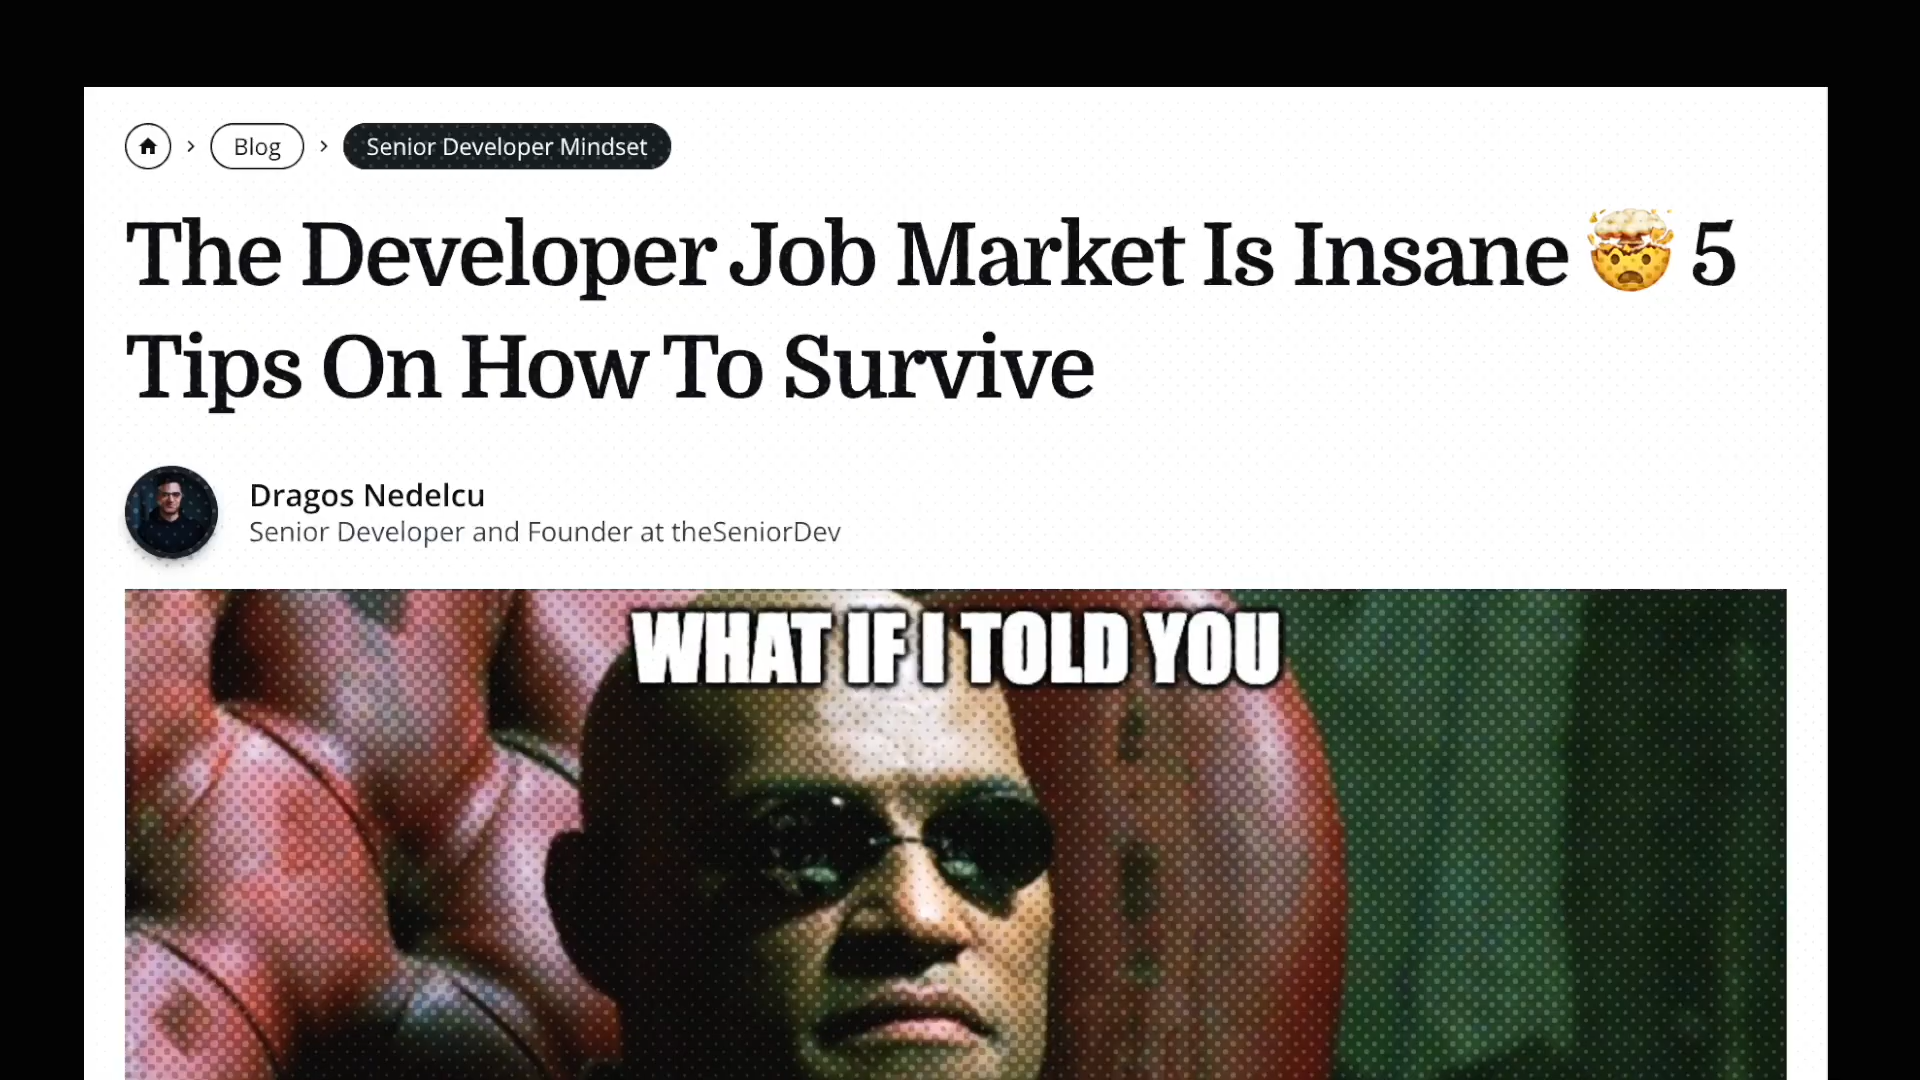 Blog
Senior Developer Mindset
The Developer Job Market Is Insane 🤯 5
Tips On How To Survive
Dragos Nedelcu
Senior Developer and Founder at theSeniorDev
WHAT IF I TOLD YOU